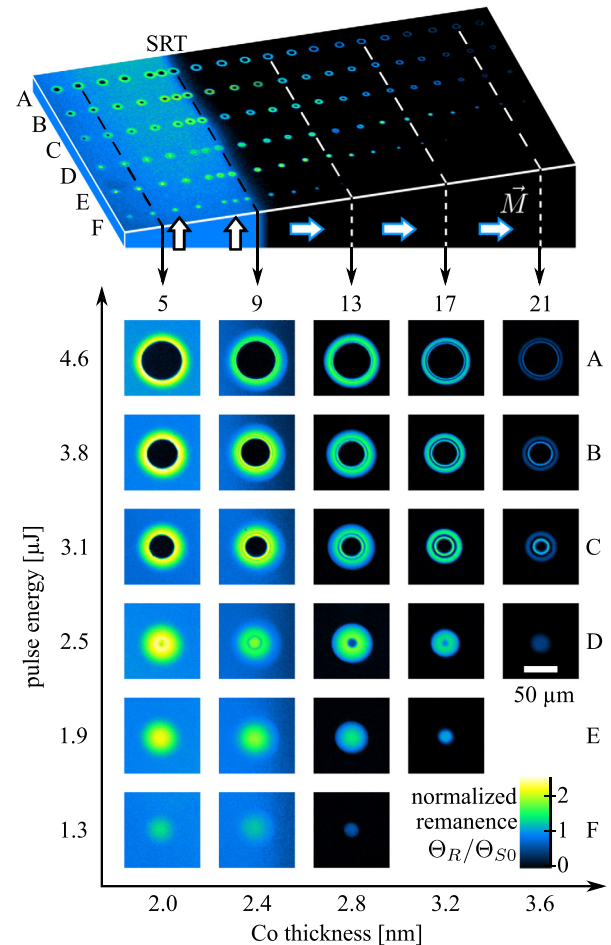 SRT
A
B
C
D
E
F
M
5 9 13 17 21
4.6 A
3.8 B
3.1 C
2.5 D
50 µm
1.9 E
1.3 F
normalized
remanence
Θ_R/Θ_S0
2
1
0
pulse energy [µJ]
2.0 2.4 2.8 3.2 3.6
Co thickness [nm]